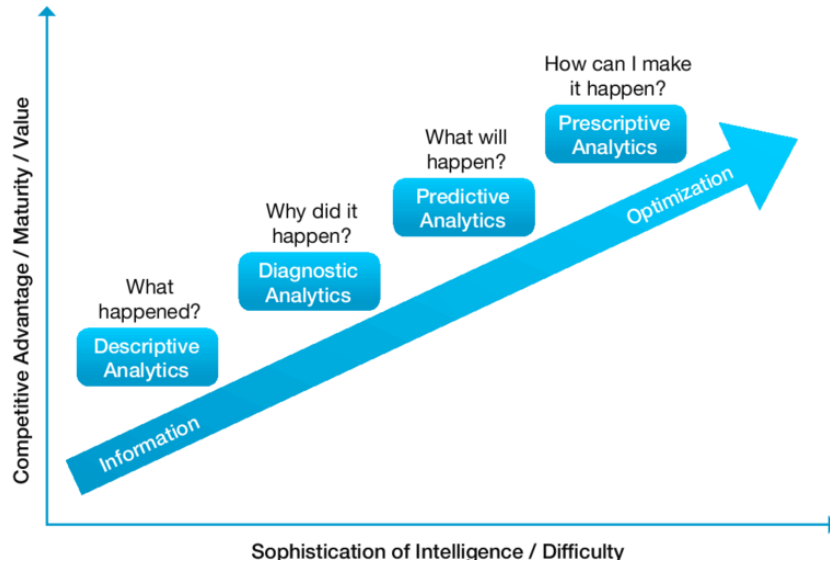 How can I make
it happen?
Prescriptive
Analytics
What will
happen?
Predictive
Analytics
Why did it
happen?
Diagnostic
Analytics
What
happened?
Descriptive
Analytics
Information
Optimization
Competitive Advantage / Maturity / Value
Sophistication of Intelligence / Difficulty